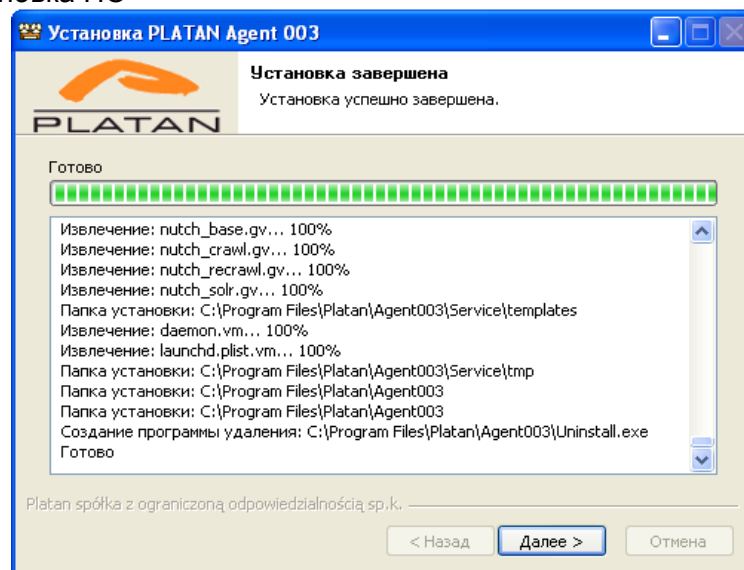 Установка PLATAN Agent 003
PLATAN
Установка завершена
Установка успешно завершена.
Готово
Извлечение: nutch_base.gv... 100%
Извлечение: nutch_crawl.gv... 100%
Извлечение: nutch_recrawl.gv... 100%
Извлечение: nutch_solr.gv... 100%
Папка установки: C:\Program Files\Platan\Agent003\Service\templates
Извлечение: daemon.vm... 100%
Извлечение: launchd.plist.vm... 100%
Папка установки: C:\Program Files\Platan\Agent003\Service\tmp
Папка установки: C:\Program Files\Platan\Agent003
Папка установки: C:\Program Files\Platan\Agent003
Создание программы удаления: C:\Program Files\Platan\Agent003\Uninstall.exe
Готово
Platan spółka z ograniczoną odpowiedzialnością sp.k.
< Назад Далее > Отмена